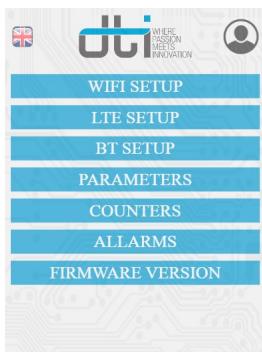 dti
WHERE
PASSION
MEETS
INNOVATION
WIFI SETUP
LTE SETUP
BT SETUP
PARAMETERS
COUNTERS
ALLARMS
FIRMWARE VERSION